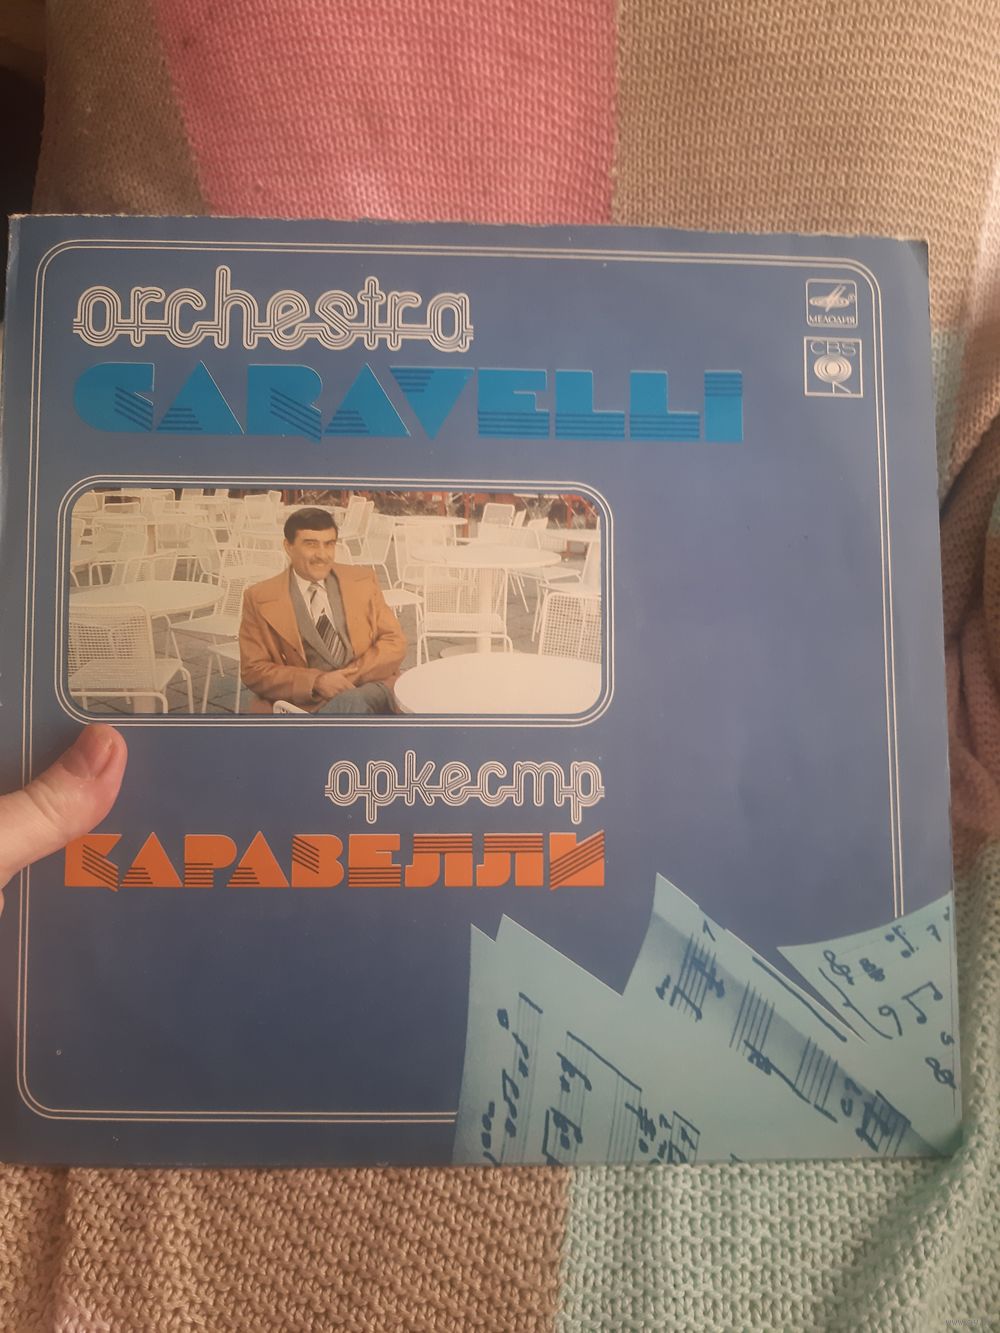 orchestra
CARAVELLI
МЕЛОДИЯ
CBS
оркестр
КАРАВЕЛЛИ